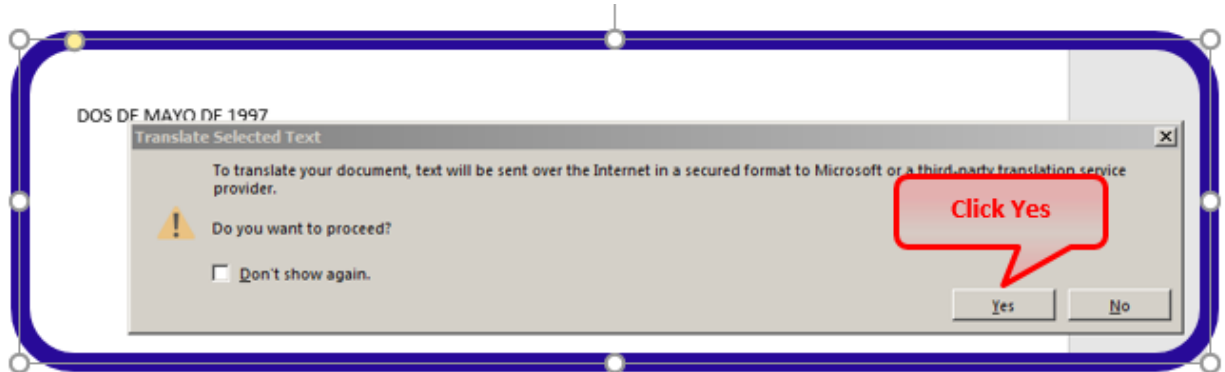 DOS DE MAYO DE 1997
Translate Selected Text
To translate your document, text will be sent over the Internet in a secured format to Microsoft or a third-party translation service
provider.
Click Yes
Do you want to proceed?
Don't show again.
Yes
No